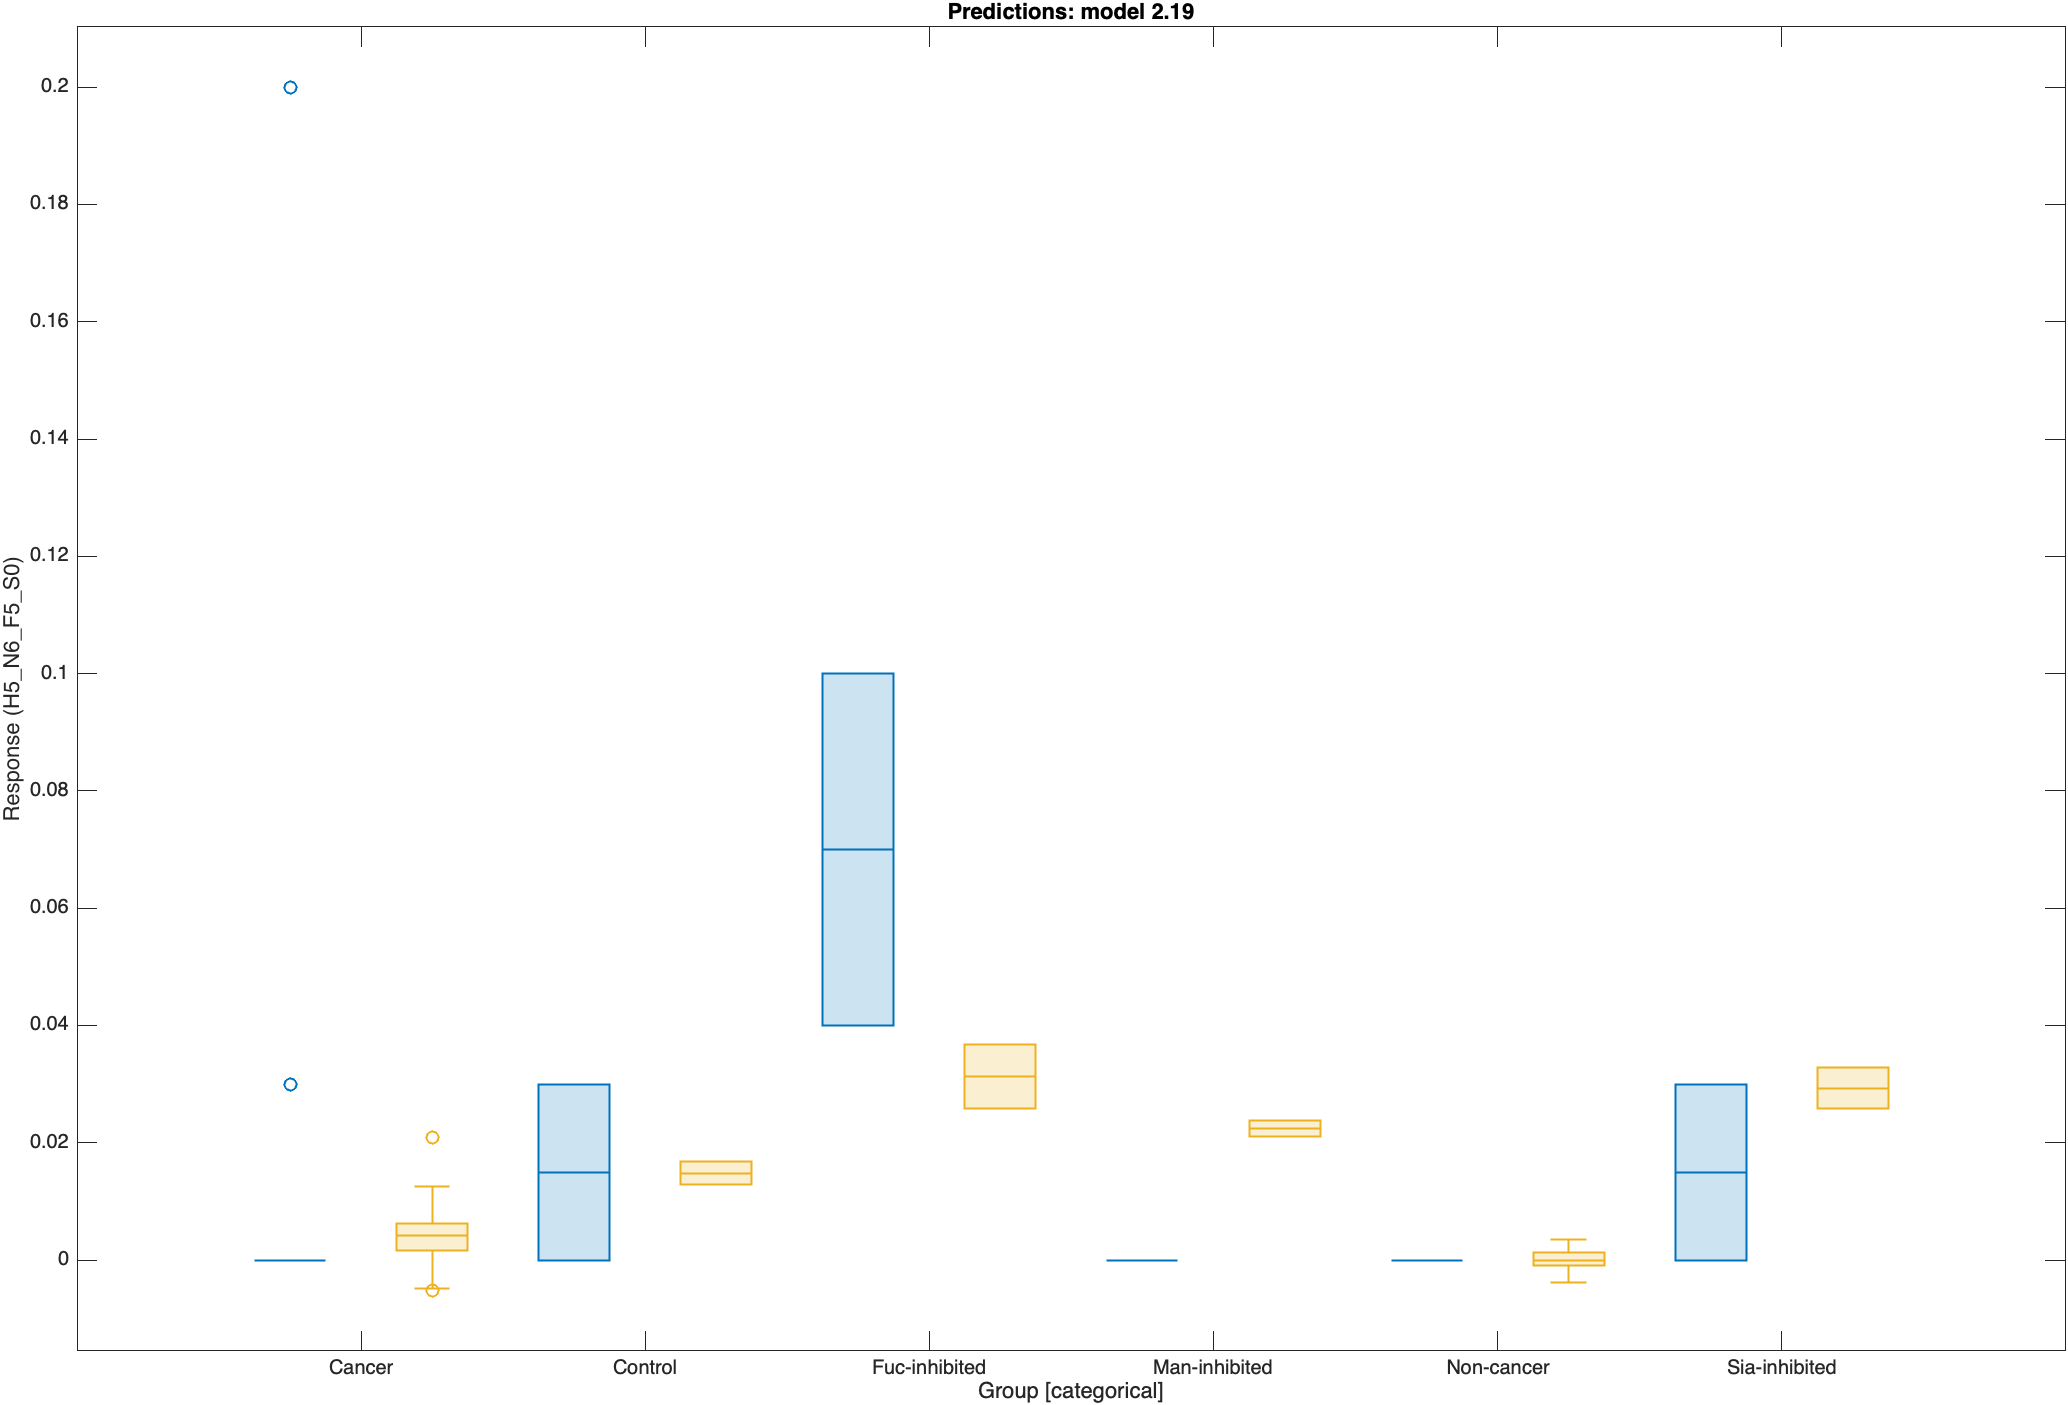 Predictions: model 2.19
0.2
0.18
0.16
0.14
0.12
0.1
0.08
0.06
0.04
0.02
0
Response (H5_N6_F5_S0)
Cancer Control Fuc-inhibited Man-inhibited Non-cancer Sia-inhibited
Group [categorical]